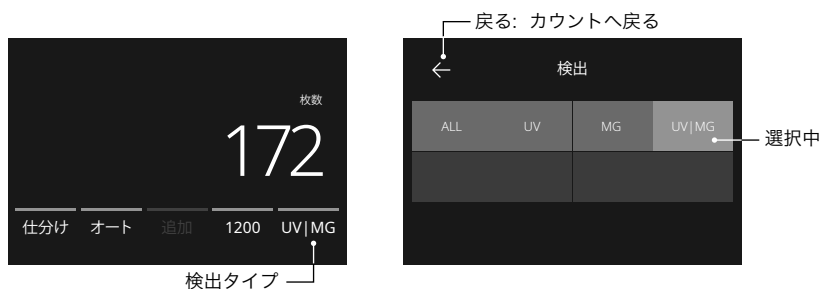 戻る: カウントへ戻る
枚数
172
仕分け オート 追加 1200 UV|MG
検出タイプ
検出
ALL UV MG UV|MG
選択中